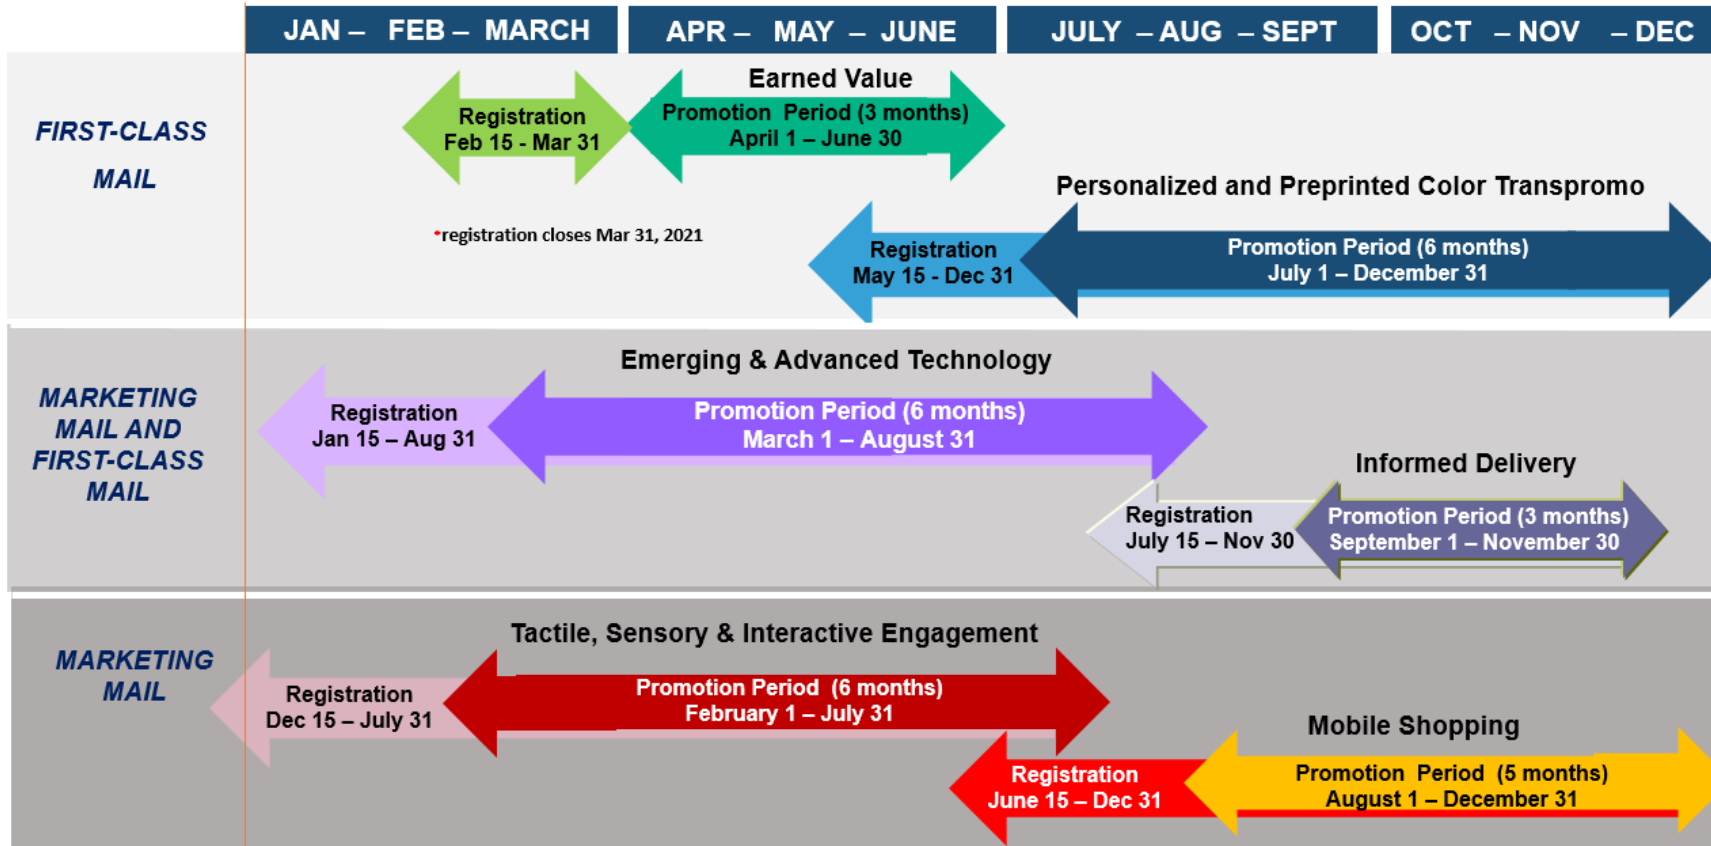 JAN – FEB – MARCH
APR – MAY – JUNE
JULY – AUG – SEPT
OCT – NOV – DEC
FIRST-CLASS
MAIL
Earned Value
Registration
Feb 15 - Mar 31
Promotion Period (3 months)
April 1 – June 30
*registration closes Mar 31, 2021
Personalized and Preprinted Color Transpromo
Registration
May 15 - Dec 31
Promotion Period (6 months)
July 1 – December 31
MARKETING
MAIL AND
FIRST-CLASS
MAIL
Emerging & Advanced Technology
Registration
Jan 15 – Aug 31
Promotion Period (6 months)
March 1 – August 31
Informed Delivery
Registration
July 15 – Nov 30
Promotion Period (3 months)
September 1 – November 30
MARKETING
MAIL
Tactile, Sensory & Interactive Engagement
Registration
Dec 15 – July 31
Promotion Period (6 months)
February 1 – July 31
Mobile Shopping
Registration
June 15 – Dec 31
Promotion Period (5 months)
August 1 – December 31